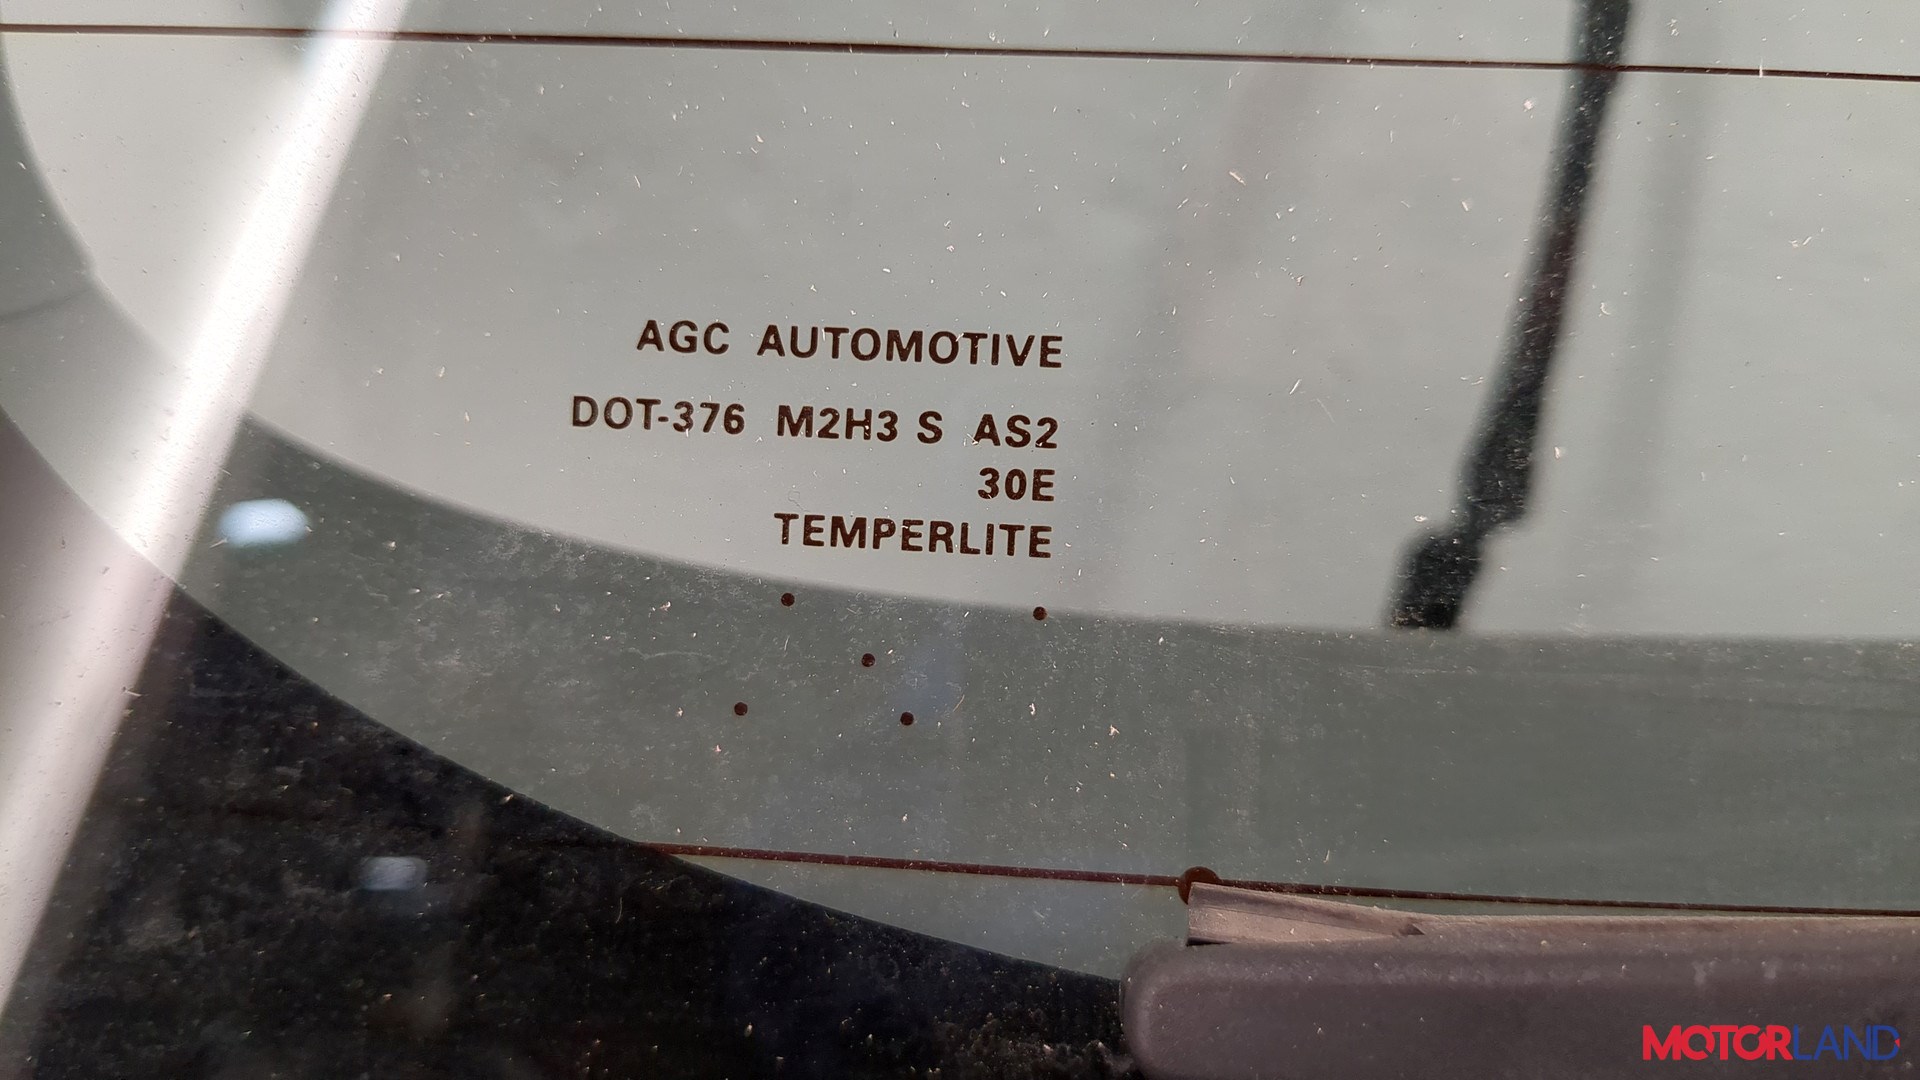 AGC AUTOMOTIVE
DOT-376 M2H3 S AS2
30E
TEMPERLITE
MOTORLAND